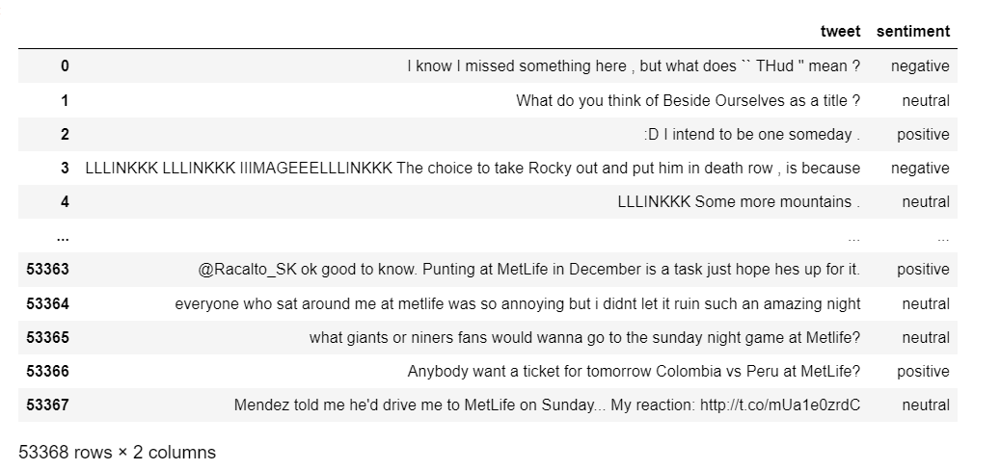 tweet sentiment
0 I know I missed something here , but what does `` THud " mean ? negative
1 What do you think of Beside Ourselves as a title ? neutral
2 :D I intend to be one someday . positive
3 LLLINKKK LLLINKKK IIIMAGEEELLLINKKK The choice to take Rocky out and put him in death row , is because negative
4 LLLINKKK Some more mountains . neutral
... ... ...
53363 @Racalto_SK ok good to know. Punting at MetLife in December is a task just hope hes up for it. positive
53364 everyone who sat around me at metlife was so annoying but i didnt let it ruin such an amazing night neutral
53365 what giants or niners fans would wanna go to the sunday night game at Metlife? neutral
53366 Anybody want a ticket for tomorrow Colombia vs Peru at MetLife? positive
53367 Mendez told me he'd drive me to MetLife on Sunday... My reaction: http://t.co/mUa1e0zrdC neutral
53368 rows × 2 columns